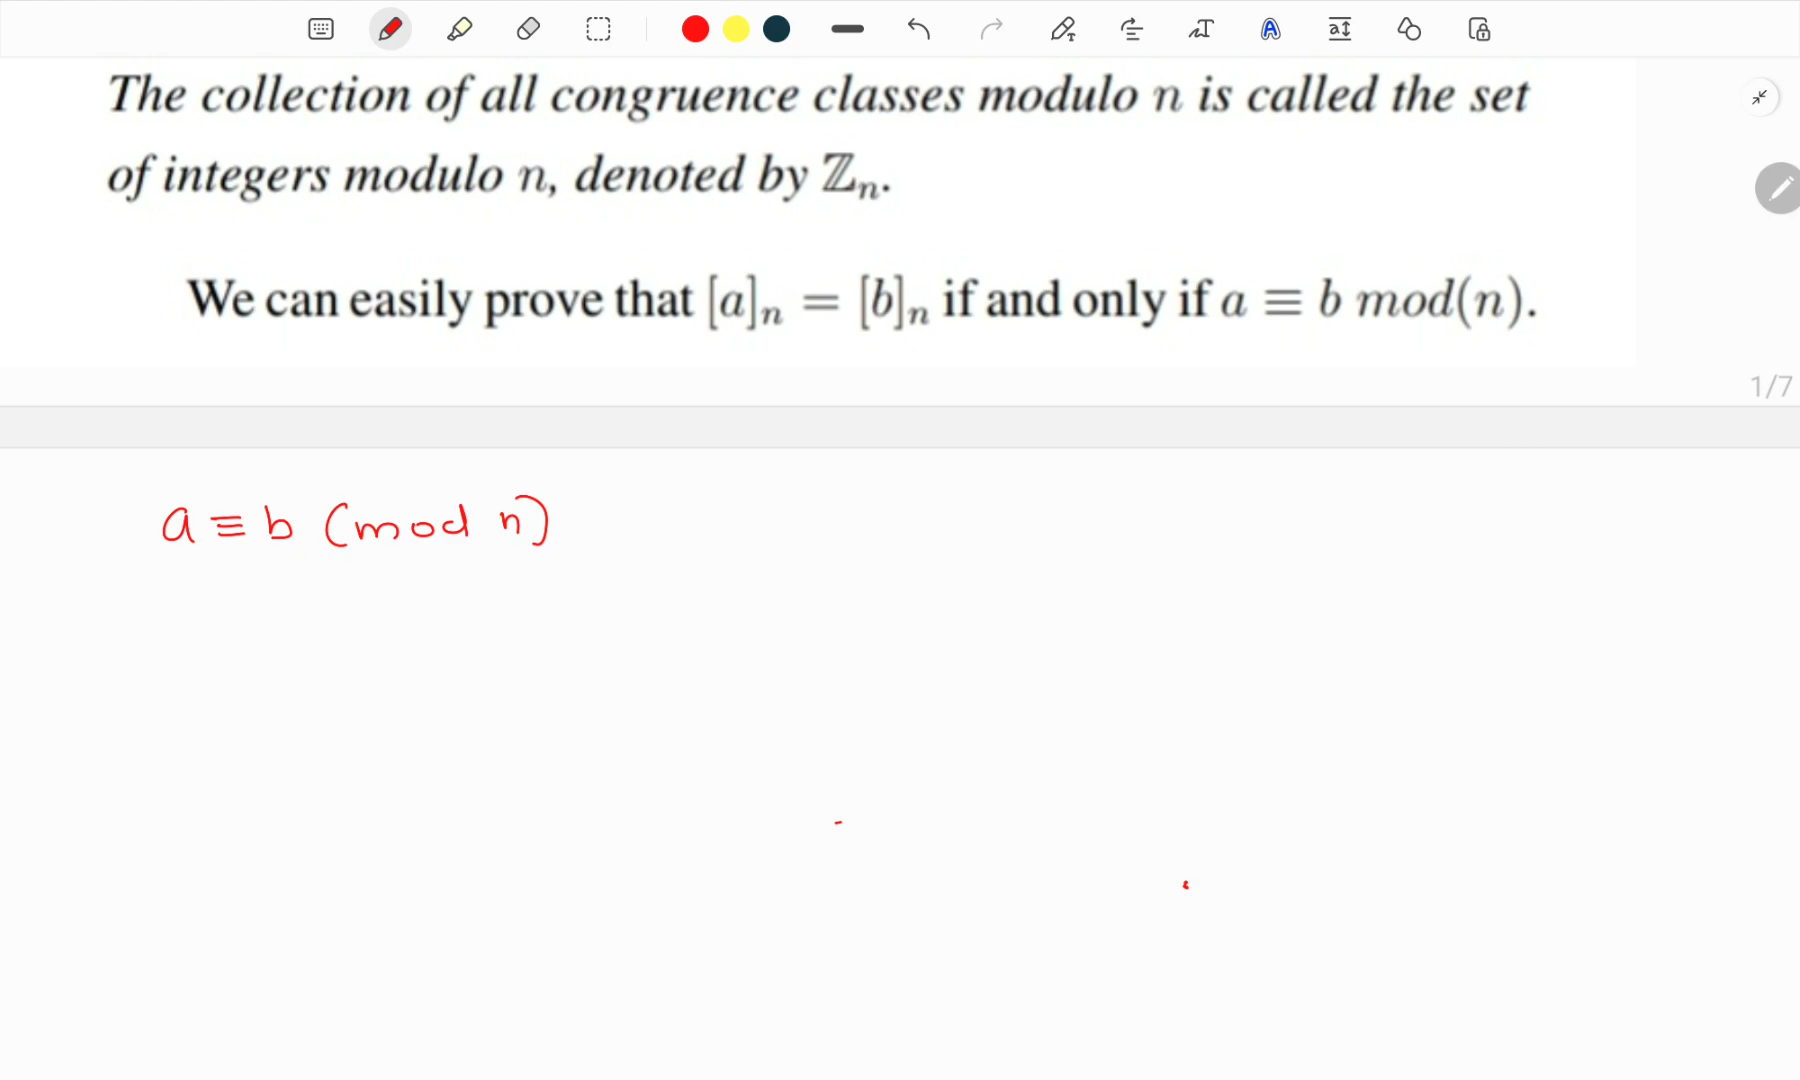 The collection of all congruence classes modulo n is called the set
of integers modulo n, denoted by ℤₙ.
We can easily prove that [a]ₙ = [b]ₙ if and only if a ≡ b mod(n).
1/7
a ≡ b (mod n)